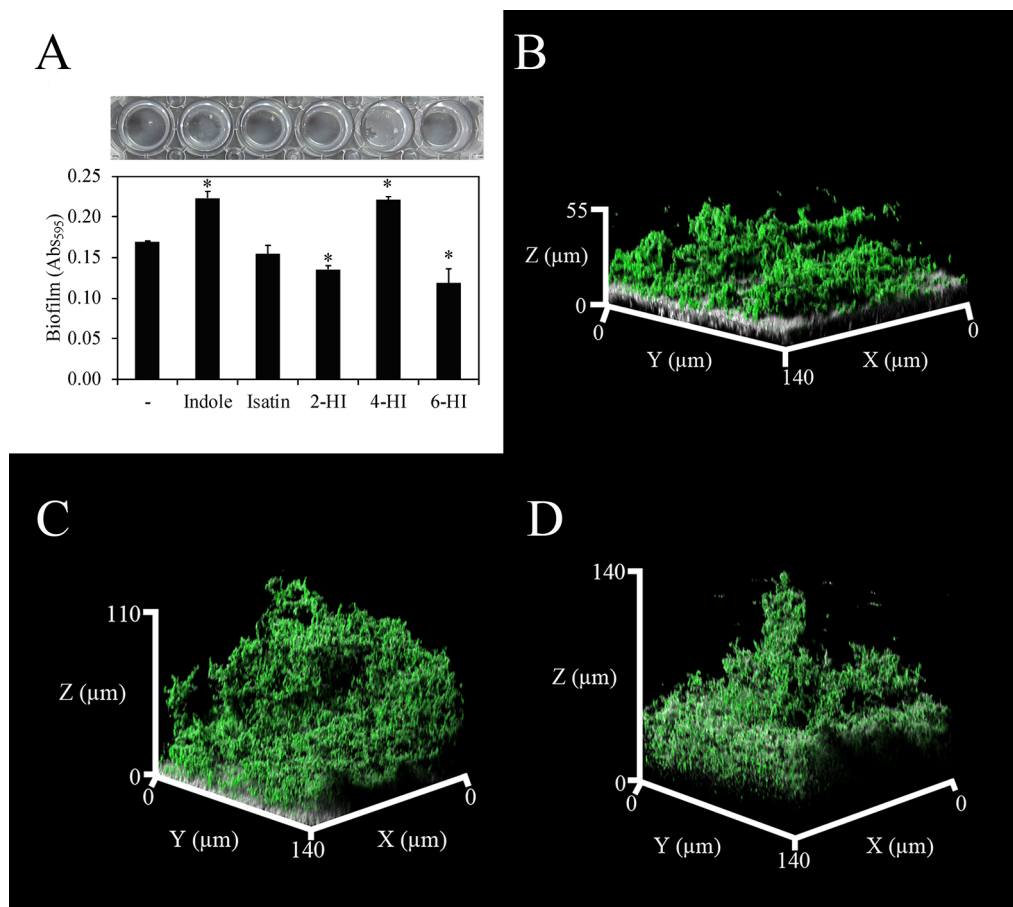 A
0.25
0.20
0.15
0.10
0.05
0.00
Biofilm (Abs595)
* * * *
- Indole Isatin 2-HI 4-HI 6-HI
B
55
Z (µm)
0
0
Y (µm)
140
X (µm)
0
C
110
Z (µm)
0
0
Y (µm)
140
X (µm)
0
D
140
Z (µm)
0
0
Y (µm)
140
X (µm)
0